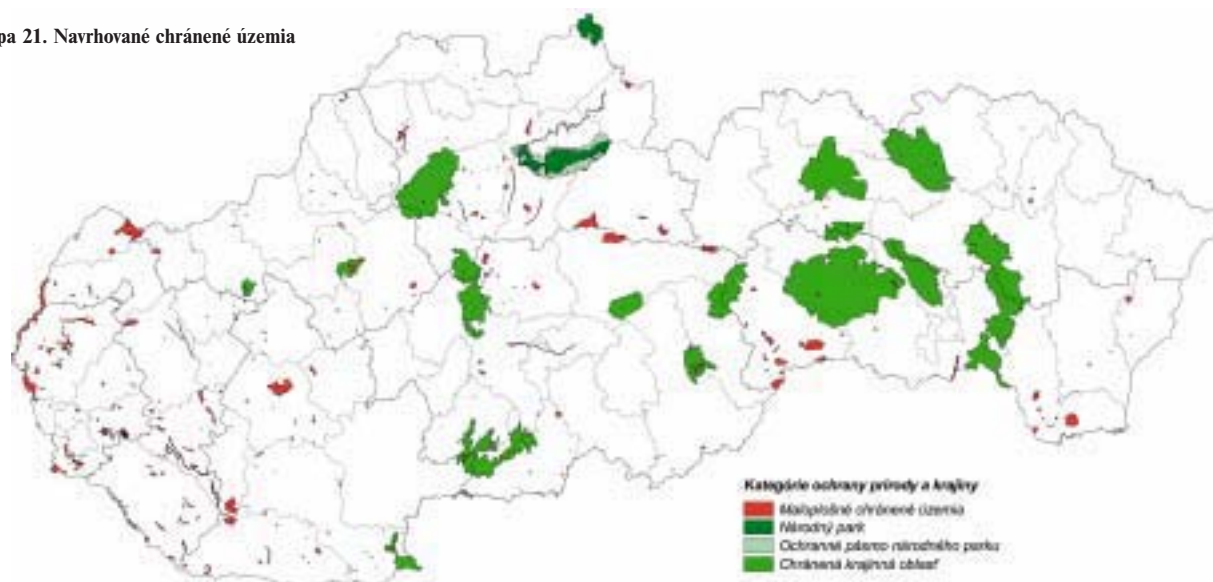 pa 21. Navrhované chránené územia
Kategórie ochrany prírody a krajiny
Maloplošné chránené územia
Národný park
Ochranné pásmo národného parku
Chránená krajinná oblasť